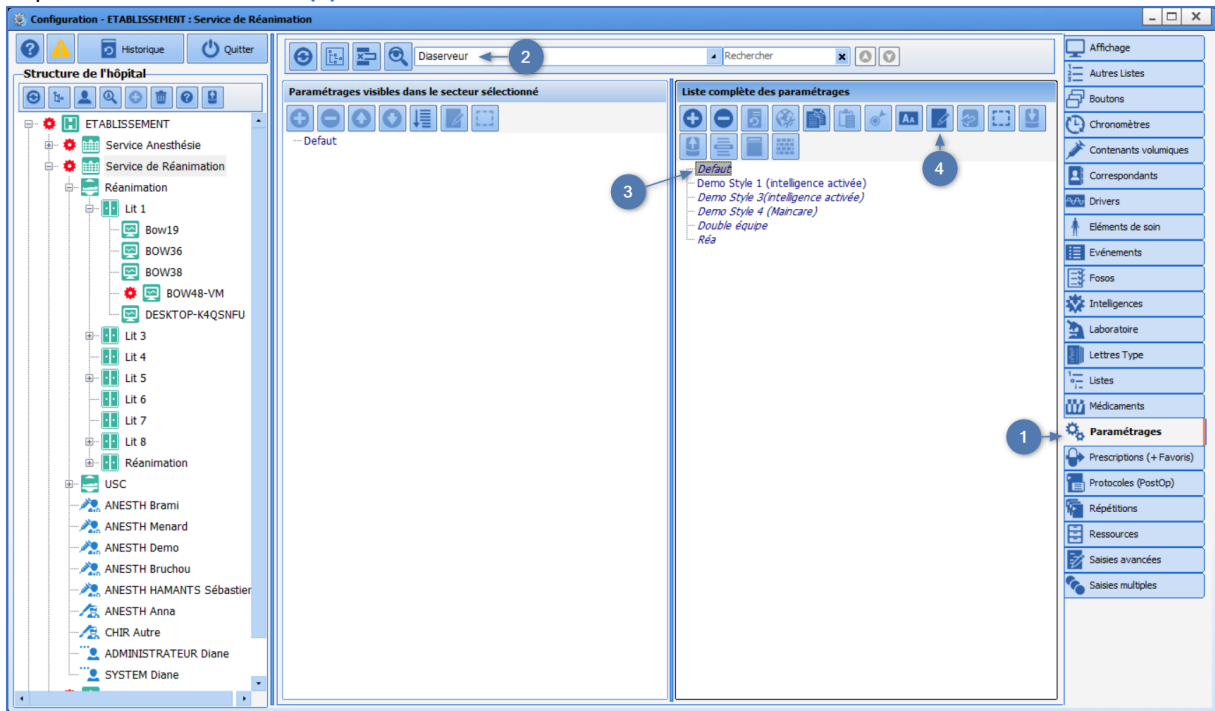 Configuration - ETABLISSEMENT : Service de Réanimation
Historique
Quitter
Structure de l'hôpital
ETABLISSEMENT
Service Anesthésie
Service de Réanimation
Réanimation
Lit 1
Bow19
BOW36
BOW38
BOW48-VM
DESKTOP-K4QSNFU
Lit 3
Lit 4
Lit 5
Lit 6
Lit 7
Lit 8
Réanimation
USC
ANESTH Brami
ANESTH Menard
ANESTH Demo
ANESTH Bruchou
ANESTH HAMANTS Sébastier
ANESTH Anna
CHIR Autre
ADMINISTRATEUR Diane
SYSTEM Diane
Diaserveur
2
Rechercher
Paramétrages visibles dans le secteur sélectionné
Defaut
Liste complète des paramétrages
4
3
Defaut
Demo Style 1 (intelligence activée)
Demo Style 3(intelligence activée)
Demo Style 4 (Maincare)
Double équipe
Réa
1
Affichage
Autres Listes
Boutons
Chronomètres
Contenants volumiques
Correspondants
Drivers
Eléments de soin
Evénements
Fosos
Intelligences
Laboratoire
Lettres Type
Listes
Médicaments
Paramétrages
Prescriptions (+ Favoris)
Protocoles (PostOp)
Répétitions
Ressources
Saisies avancées
Saisies multiples